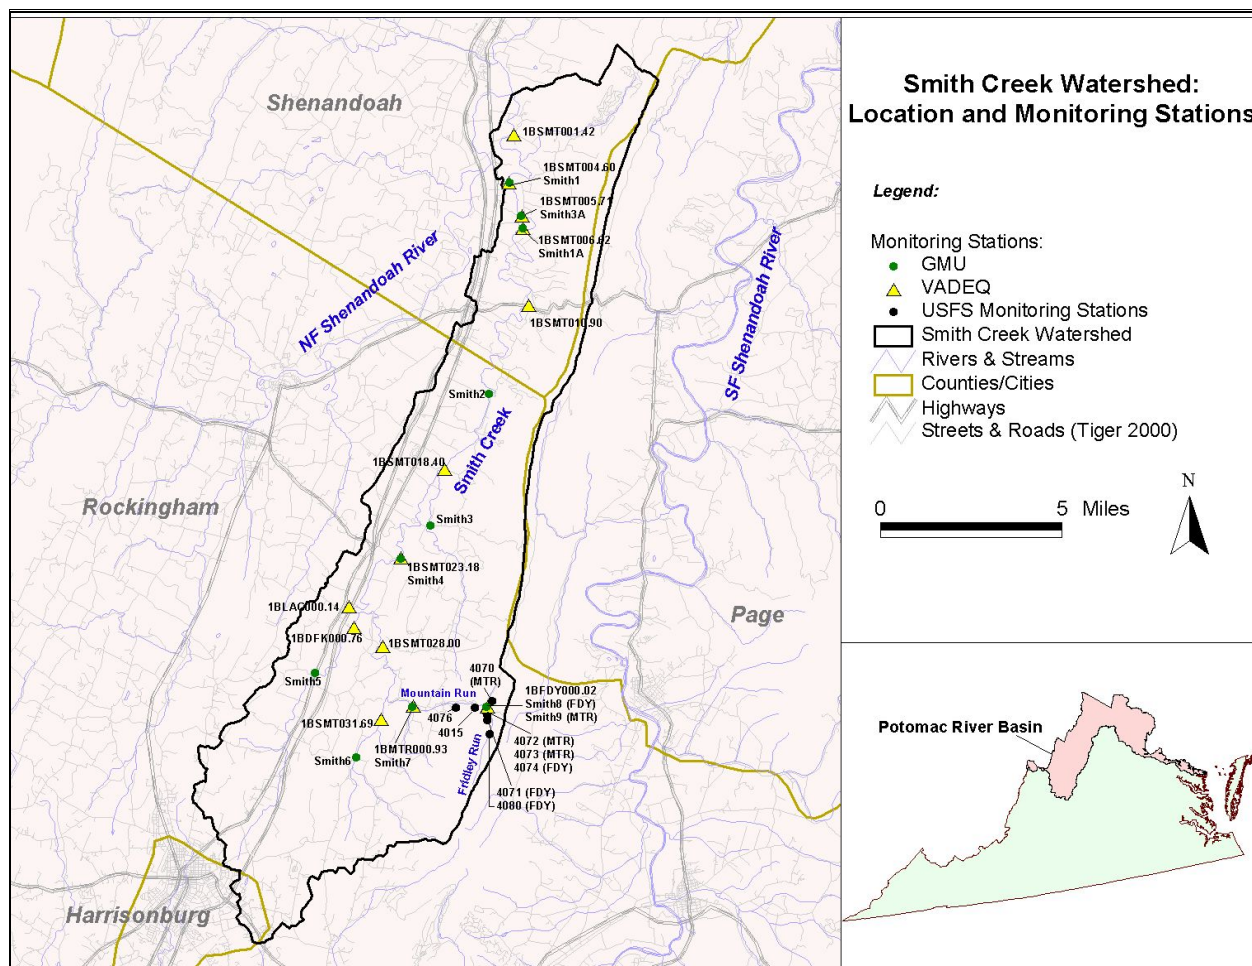 Smith Creek Watershed:
Location and Monitoring Stations
Legend:
Monitoring Stations:
GMU
VADEQ
USFS Monitoring Stations
Smith Creek Watershed
Rivers & Streams
Counties/Cities
Highways
Streets & Roads (Tiger 2000)
0 5 Miles
N
Potomac River Basin
Shenandoah
NF Shenandoah River
SF Shenandoah River
Smith Creek
Rockingham
Page
Harrisonburg
1BSMT001.42
1BSMT004.60
Smith1
1BSMT005.71
Smith3A
1BSMT006.62
Smith1A
1BSMT010.90
Smith2
1BSMT018.40
Smith3
1BSMT023.18
Smith4
1BLAC000.14
1BDFK000.76
1BSMT028.00
Smith5
Mountain Run
4070
(MTR)
1BFDY000.02
Smith8 (FDY)
Smith9 (MTR)
4076
4015
1BSMT031.69
1BMTR000.93
Smith7
Smith6
Fridley Run
4072 (MTR)
4073 (MTR)
4074 (FDY)
4071 (FDY)
4080 (FDY)